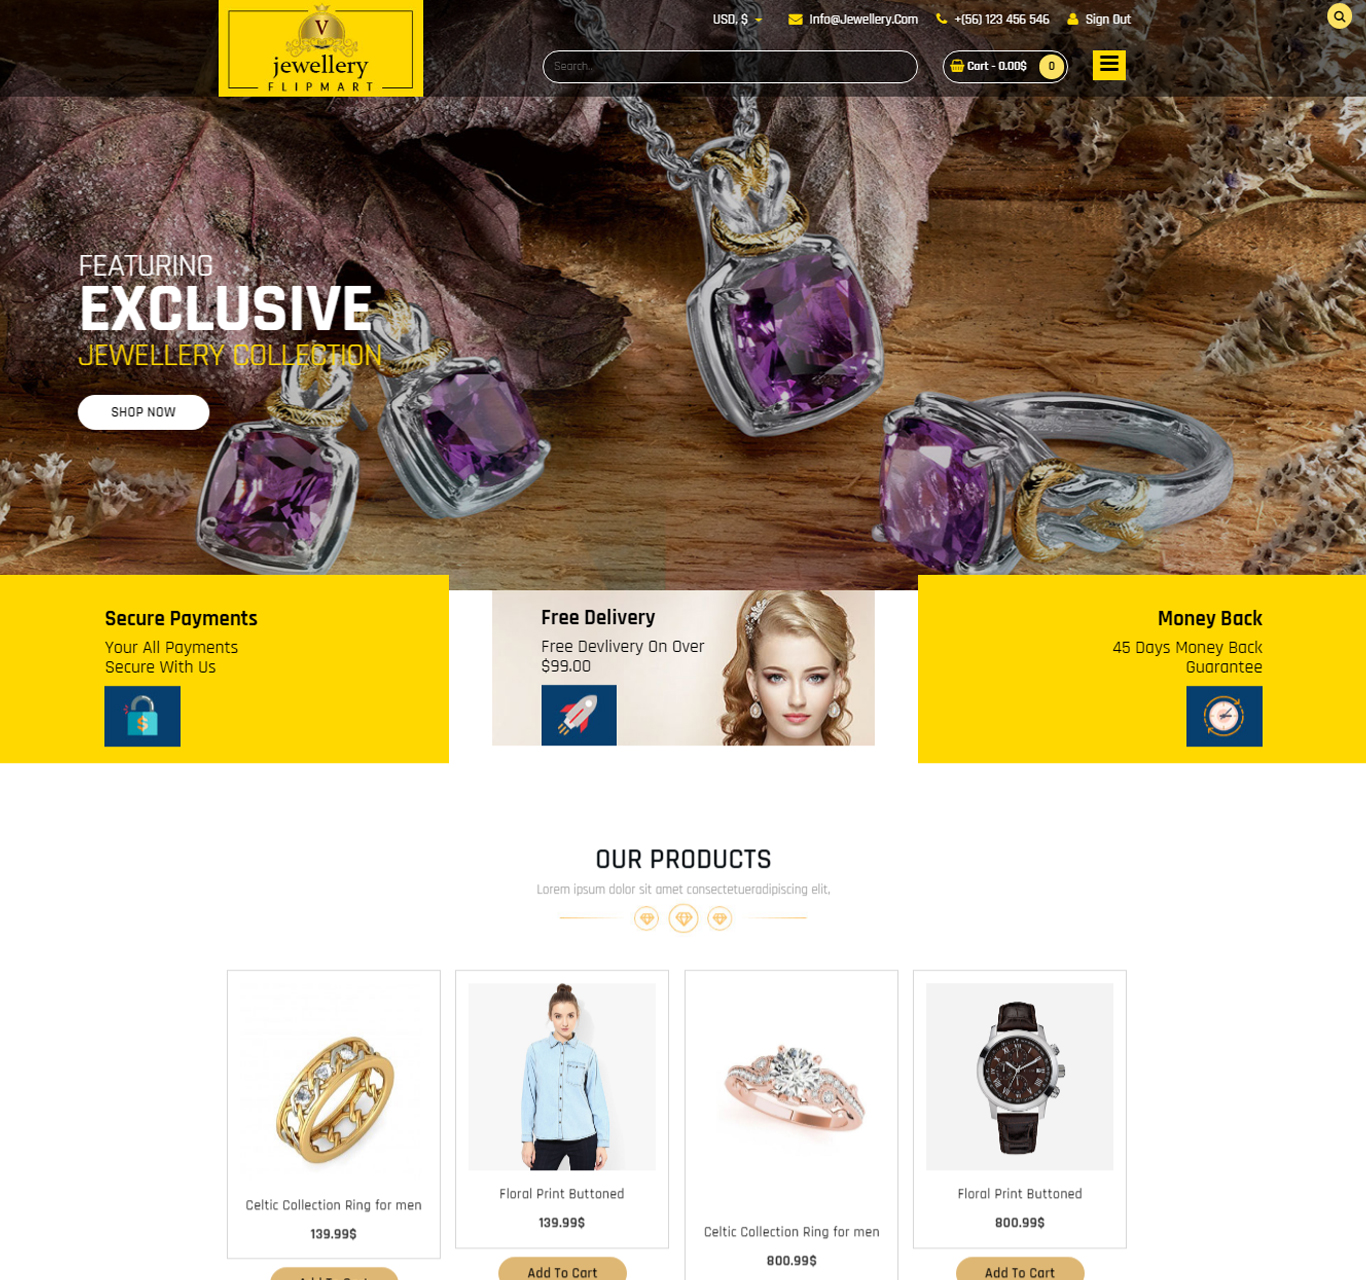 V
jewellery
FLIPMART
USD, $
Info@Jewellery.Com
+(56) 123 456 546
Sign Out
Search..
Cart - 0.00$
0
FEATURING
EXCLUSIVE
JEWELLERY COLLECTION
SHOP NOW
Secure Payments
Your All Payments
Secure With Us
$
Free Delivery
Free Devlivery On Over
$99.00
Money Back
45 Days Money Back
Guarantee
OUR PRODUCTS
Lorem ipsum dolor sit amet consectetueradipiscing elit,
Celtic Collection Ring for men
139.99$
Add To Cart
Floral Print Buttoned
139.99$
Add To Cart
Celtic Collection Ring for men
800.99$
Floral Print Buttoned
800.99$
Add To Cart